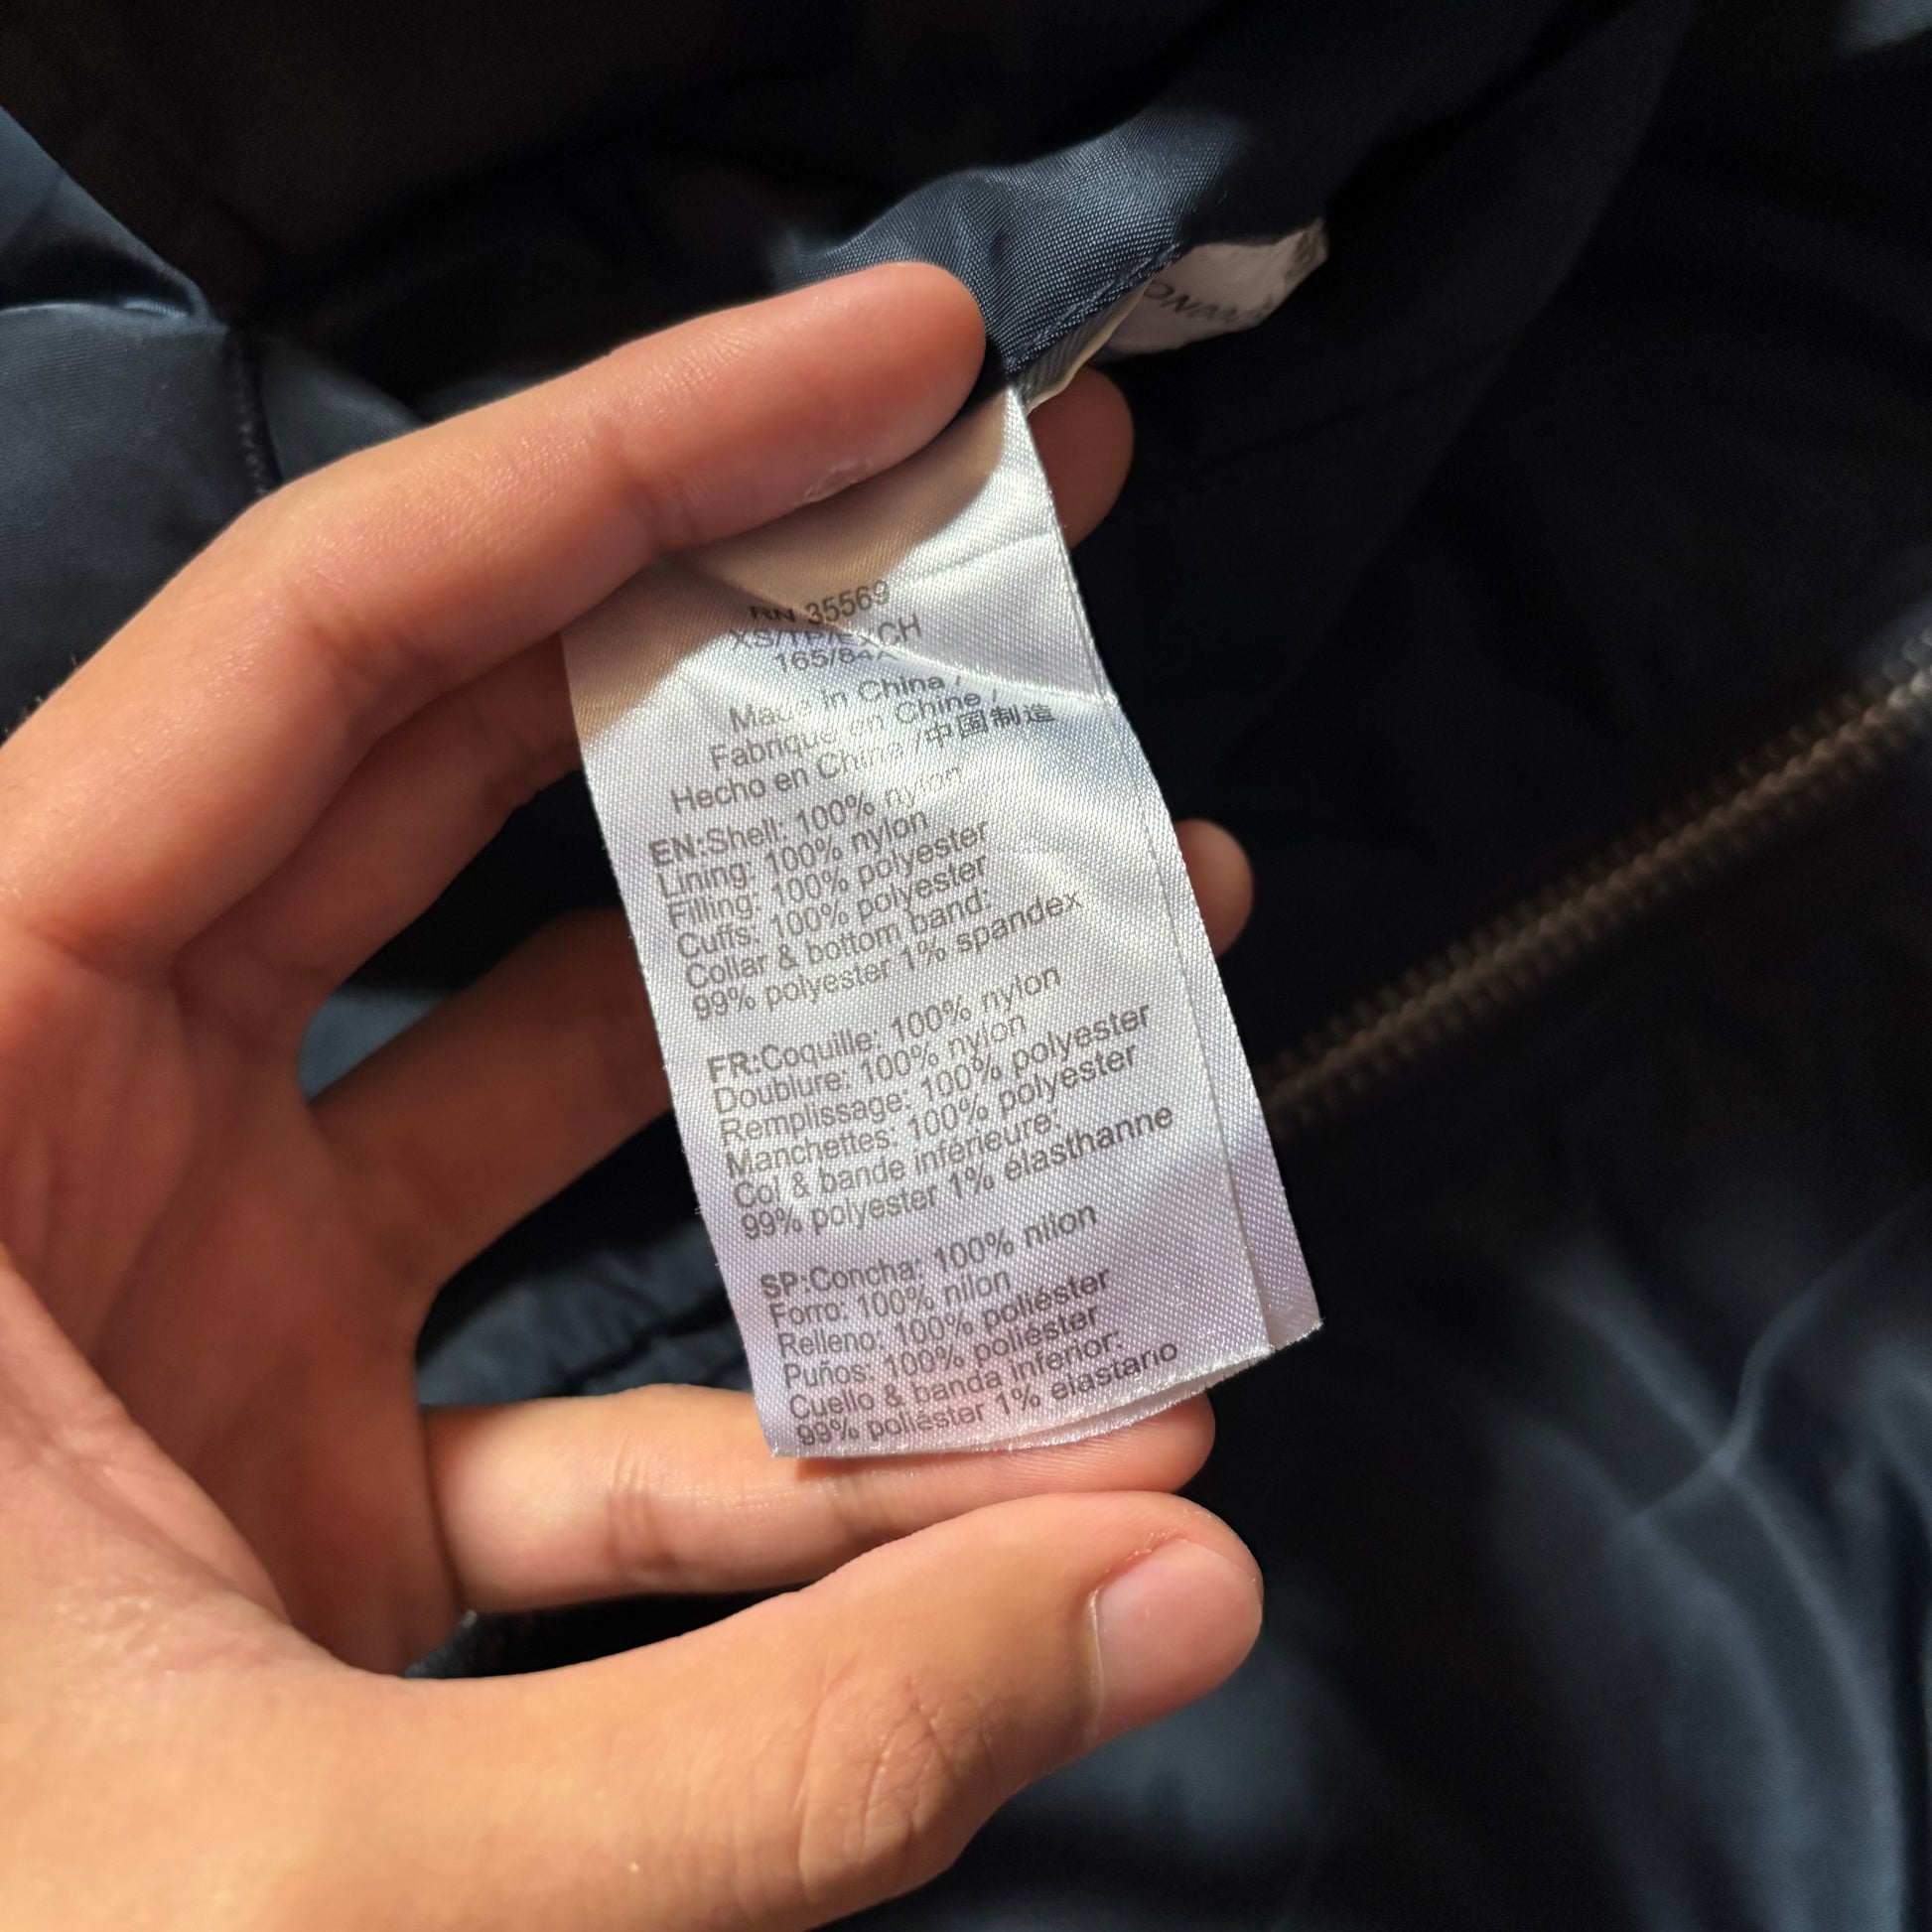 RN 35569
XS/TP/EXCH
165/84A
Made in China /
Fabriqué en Chine /
Hecho en China /中国制造
EN:Shell: 100% nylon
Lining: 100% nylon
Filling: 100% polyester
Cuffs: 100% polyester
Collar & bottom band:
99% polyester 1% spandex
FR:Coquille: 100% nylon
Doublure: 100% nylon
Remplissage: 100% polyester
Manchettes: 100% polyester
Col & bande inférieure:
99% polyester 1% élasthanne
SP:Concha: 100% nilon
Forro: 100% nilon
Relleno: 100% poliéster
Puños: 100% poliéster
Cuello & banda inferior:
99% poliéster 1% elastano